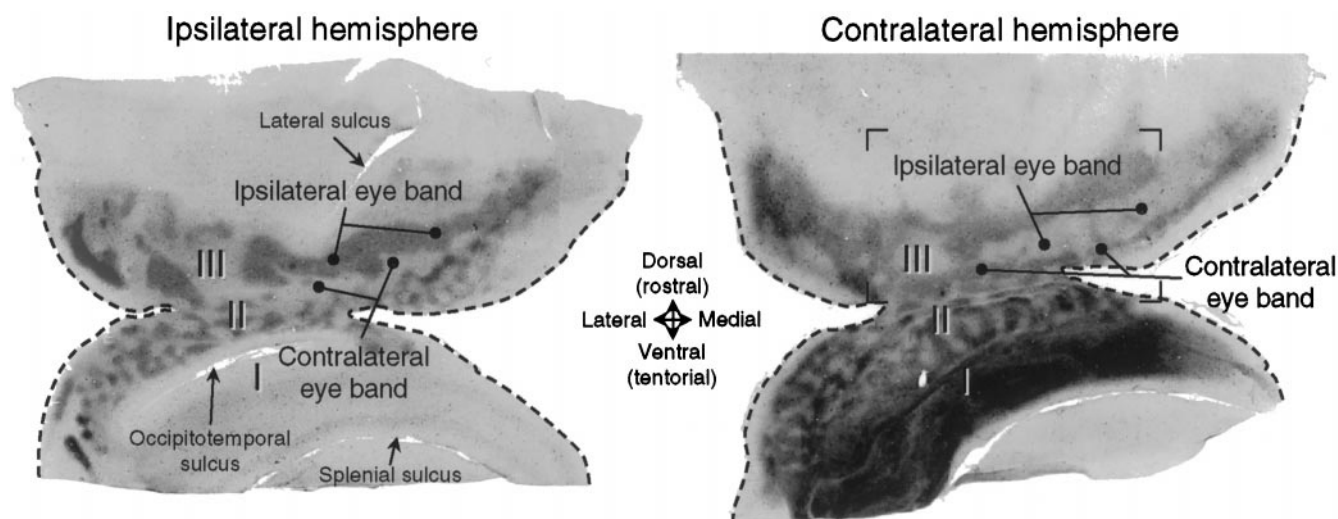 Ipsilateral hemisphere
Lateral sulcus
Ipsilateral eye band
III
II
I
Contralateral
eye band
Occipitotemporal
sulcus
Splenial sulcus
Dorsal
(rostral)
Lateral
Medial
Ventral
(tentorial)
Contralateral hemisphere
Ipsilateral eye band
III
II
I
Contralateral
eye band